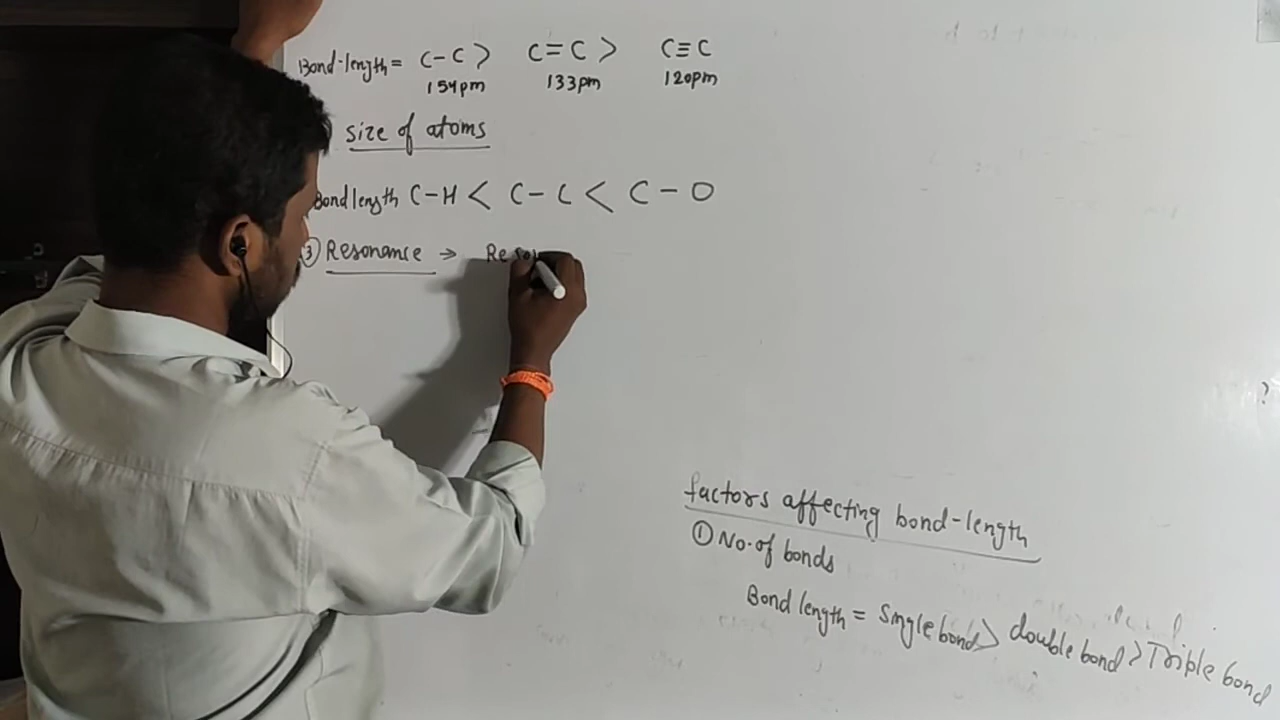 Bond-length = C-C > C=C > C≡C
154pm 133pm 120pm
size of atoms
Bond length C-H < C-C < C-O
③ Resonance →
factors affecting bond-length
① No. of bonds
Bond length = Single bond > double bond > Triple bond
?